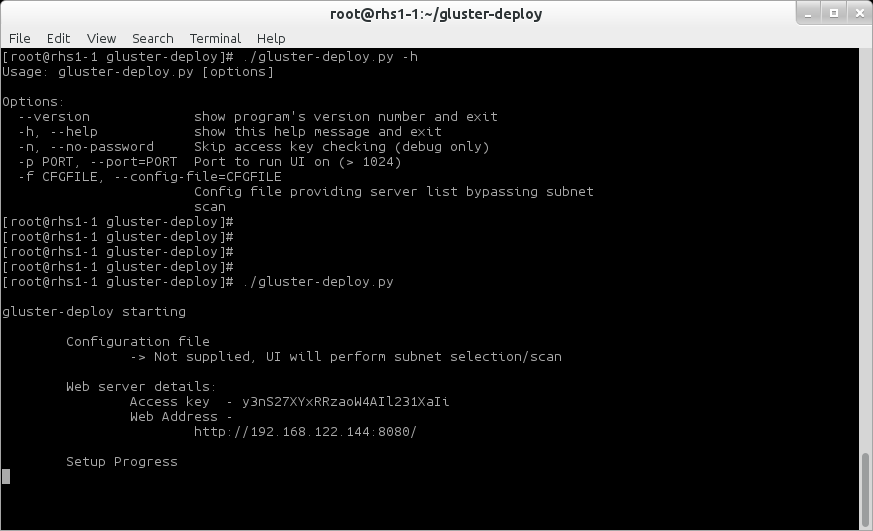 root@rhs1-1:~/gluster-deploy
File Edit View Search Terminal Help
[root@rhs1-1 gluster-deploy]# ./gluster-deploy.py -h
Usage: gluster-deploy.py [options]
Options:
--version show program's version number and exit
-h, --help show this help message and exit
-n, --no-password Skip access key checking (debug only)
-p PORT, --port=PORT Port to run UI on (> 1024)
-f CFGFILE, --config-file=CFGFILE
Config file providing server list bypassing subnet
scan
[root@rhs1-1 gluster-deploy]#
[root@rhs1-1 gluster-deploy]#
[root@rhs1-1 gluster-deploy]#
[root@rhs1-1 gluster-deploy]#
[root@rhs1-1 gluster-deploy]# ./gluster-deploy.py
gluster-deploy starting
Configuration file
-> Not supplied, UI will perform subnet selection/scan
Web server details:
Access key - y3nS27XYxRRzaoW4AIl231XaIi
Web Address -
http://192.168.122.144:8080/
Setup Progress